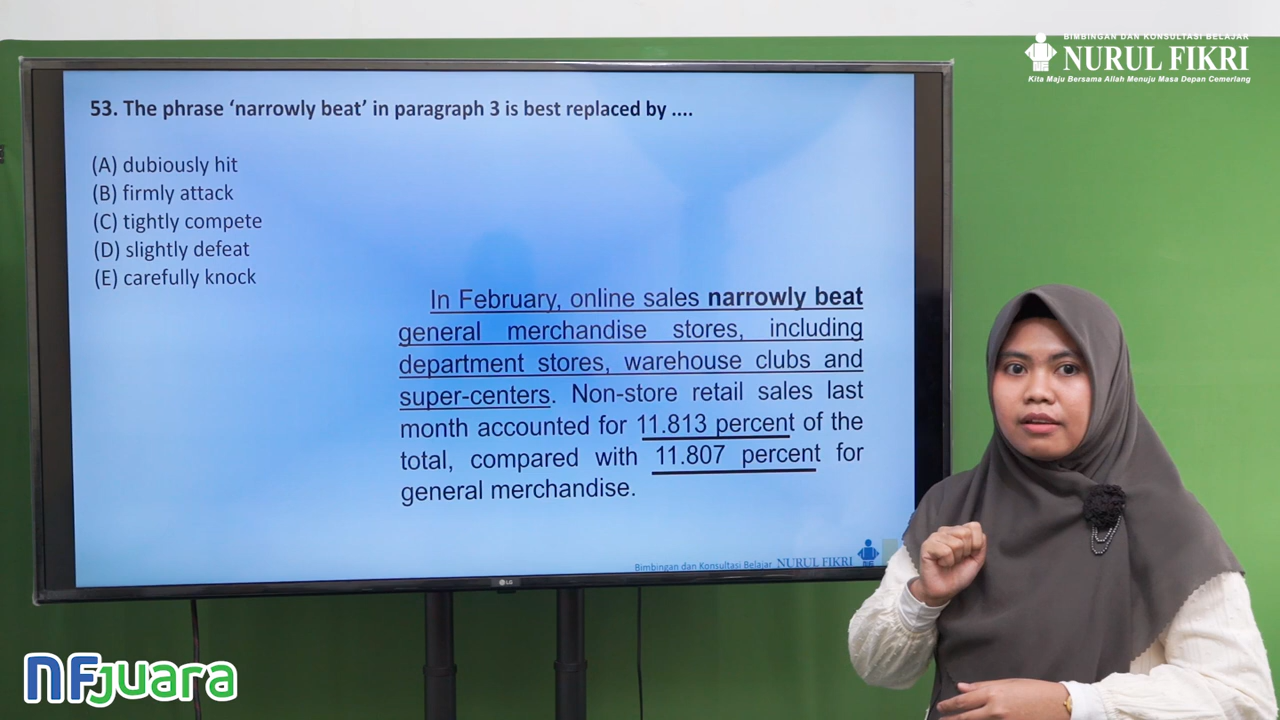 BIMBINGAN DAN KONSULTASI BELAJAR
NURUL FIKRI
Kita Maju Bersama Allah Menuju Masa Depan Cemerlang
53. The phrase ‘narrowly beat’ in paragraph 3 is best replaced by ....
(A) dubiously hit
(B) firmly attack
(C) tightly compete
(D) slightly defeat
(E) carefully knock
In February, online sales narrowly beat
general merchandise stores, including
department stores, warehouse clubs and
super-centers. Non-store retail sales last
month accounted for 11.813 percent of the
total, compared with 11.807 percent for
general merchandise.
Bimbingan dan Konsultasi Belajar NURUL FIKRI
LG
NFjuara